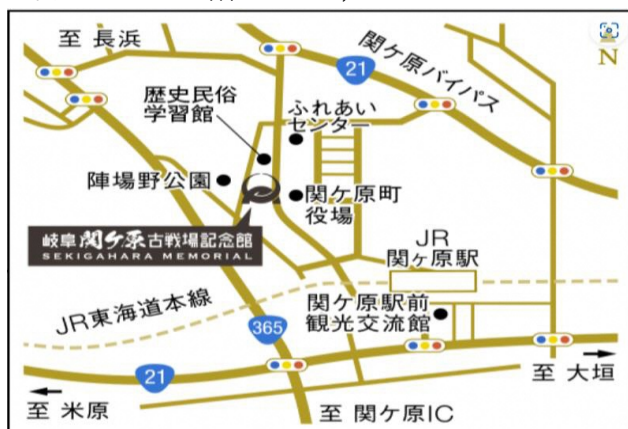 至 長浜
N
21
関ケ原バイパス
歴史民俗
学習館
ふれあい
センター
陣場野公園
関ケ原町
役場
岐阜関ケ原古戦場記念館
SEKIGAHARA MEMORIAL
JR
関ヶ原駅
JR東海道本線
関ケ原駅前
観光交流館
365
21
至 大垣
至 米原
至 関ケ原IC